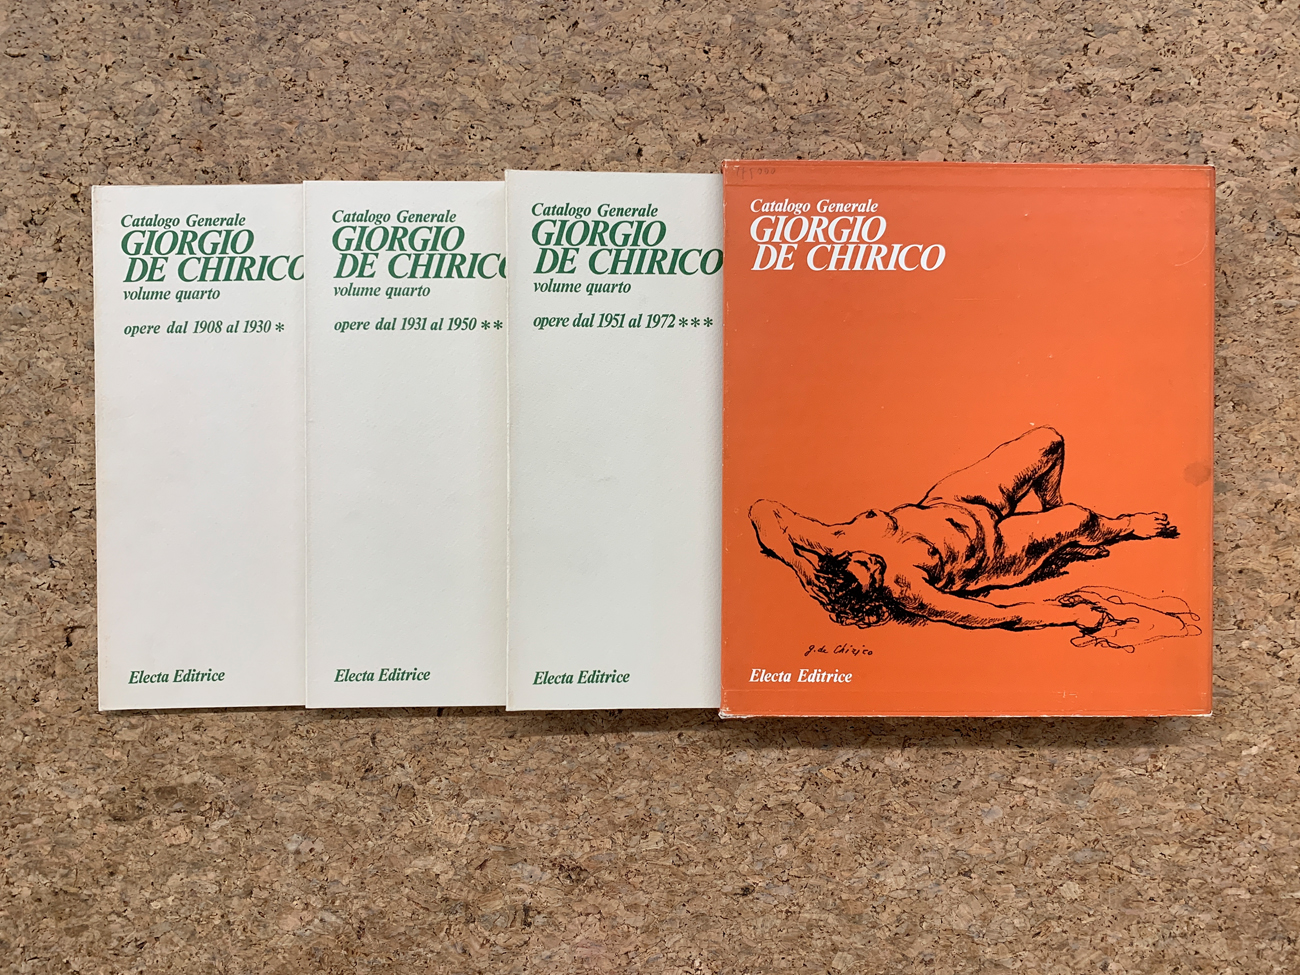 Catalogo Generale
GIORGIO
DE CHIRICO
volume quarto
opere dal 1908 al 1930 *
Electa Editrice
Catalogo Generale
GIORGIO
DE CHIRICO
volume quarto
opere dal 1931 al 1950 **
Electa Editrice
Catalogo Generale
GIORGIO
DE CHIRICO
volume quarto
opere dal 1951 al 1972 ***
Electa Editrice
Catalogo Generale
GIORGIO
DE CHIRICO
g. de Chirico
Electa Editrice